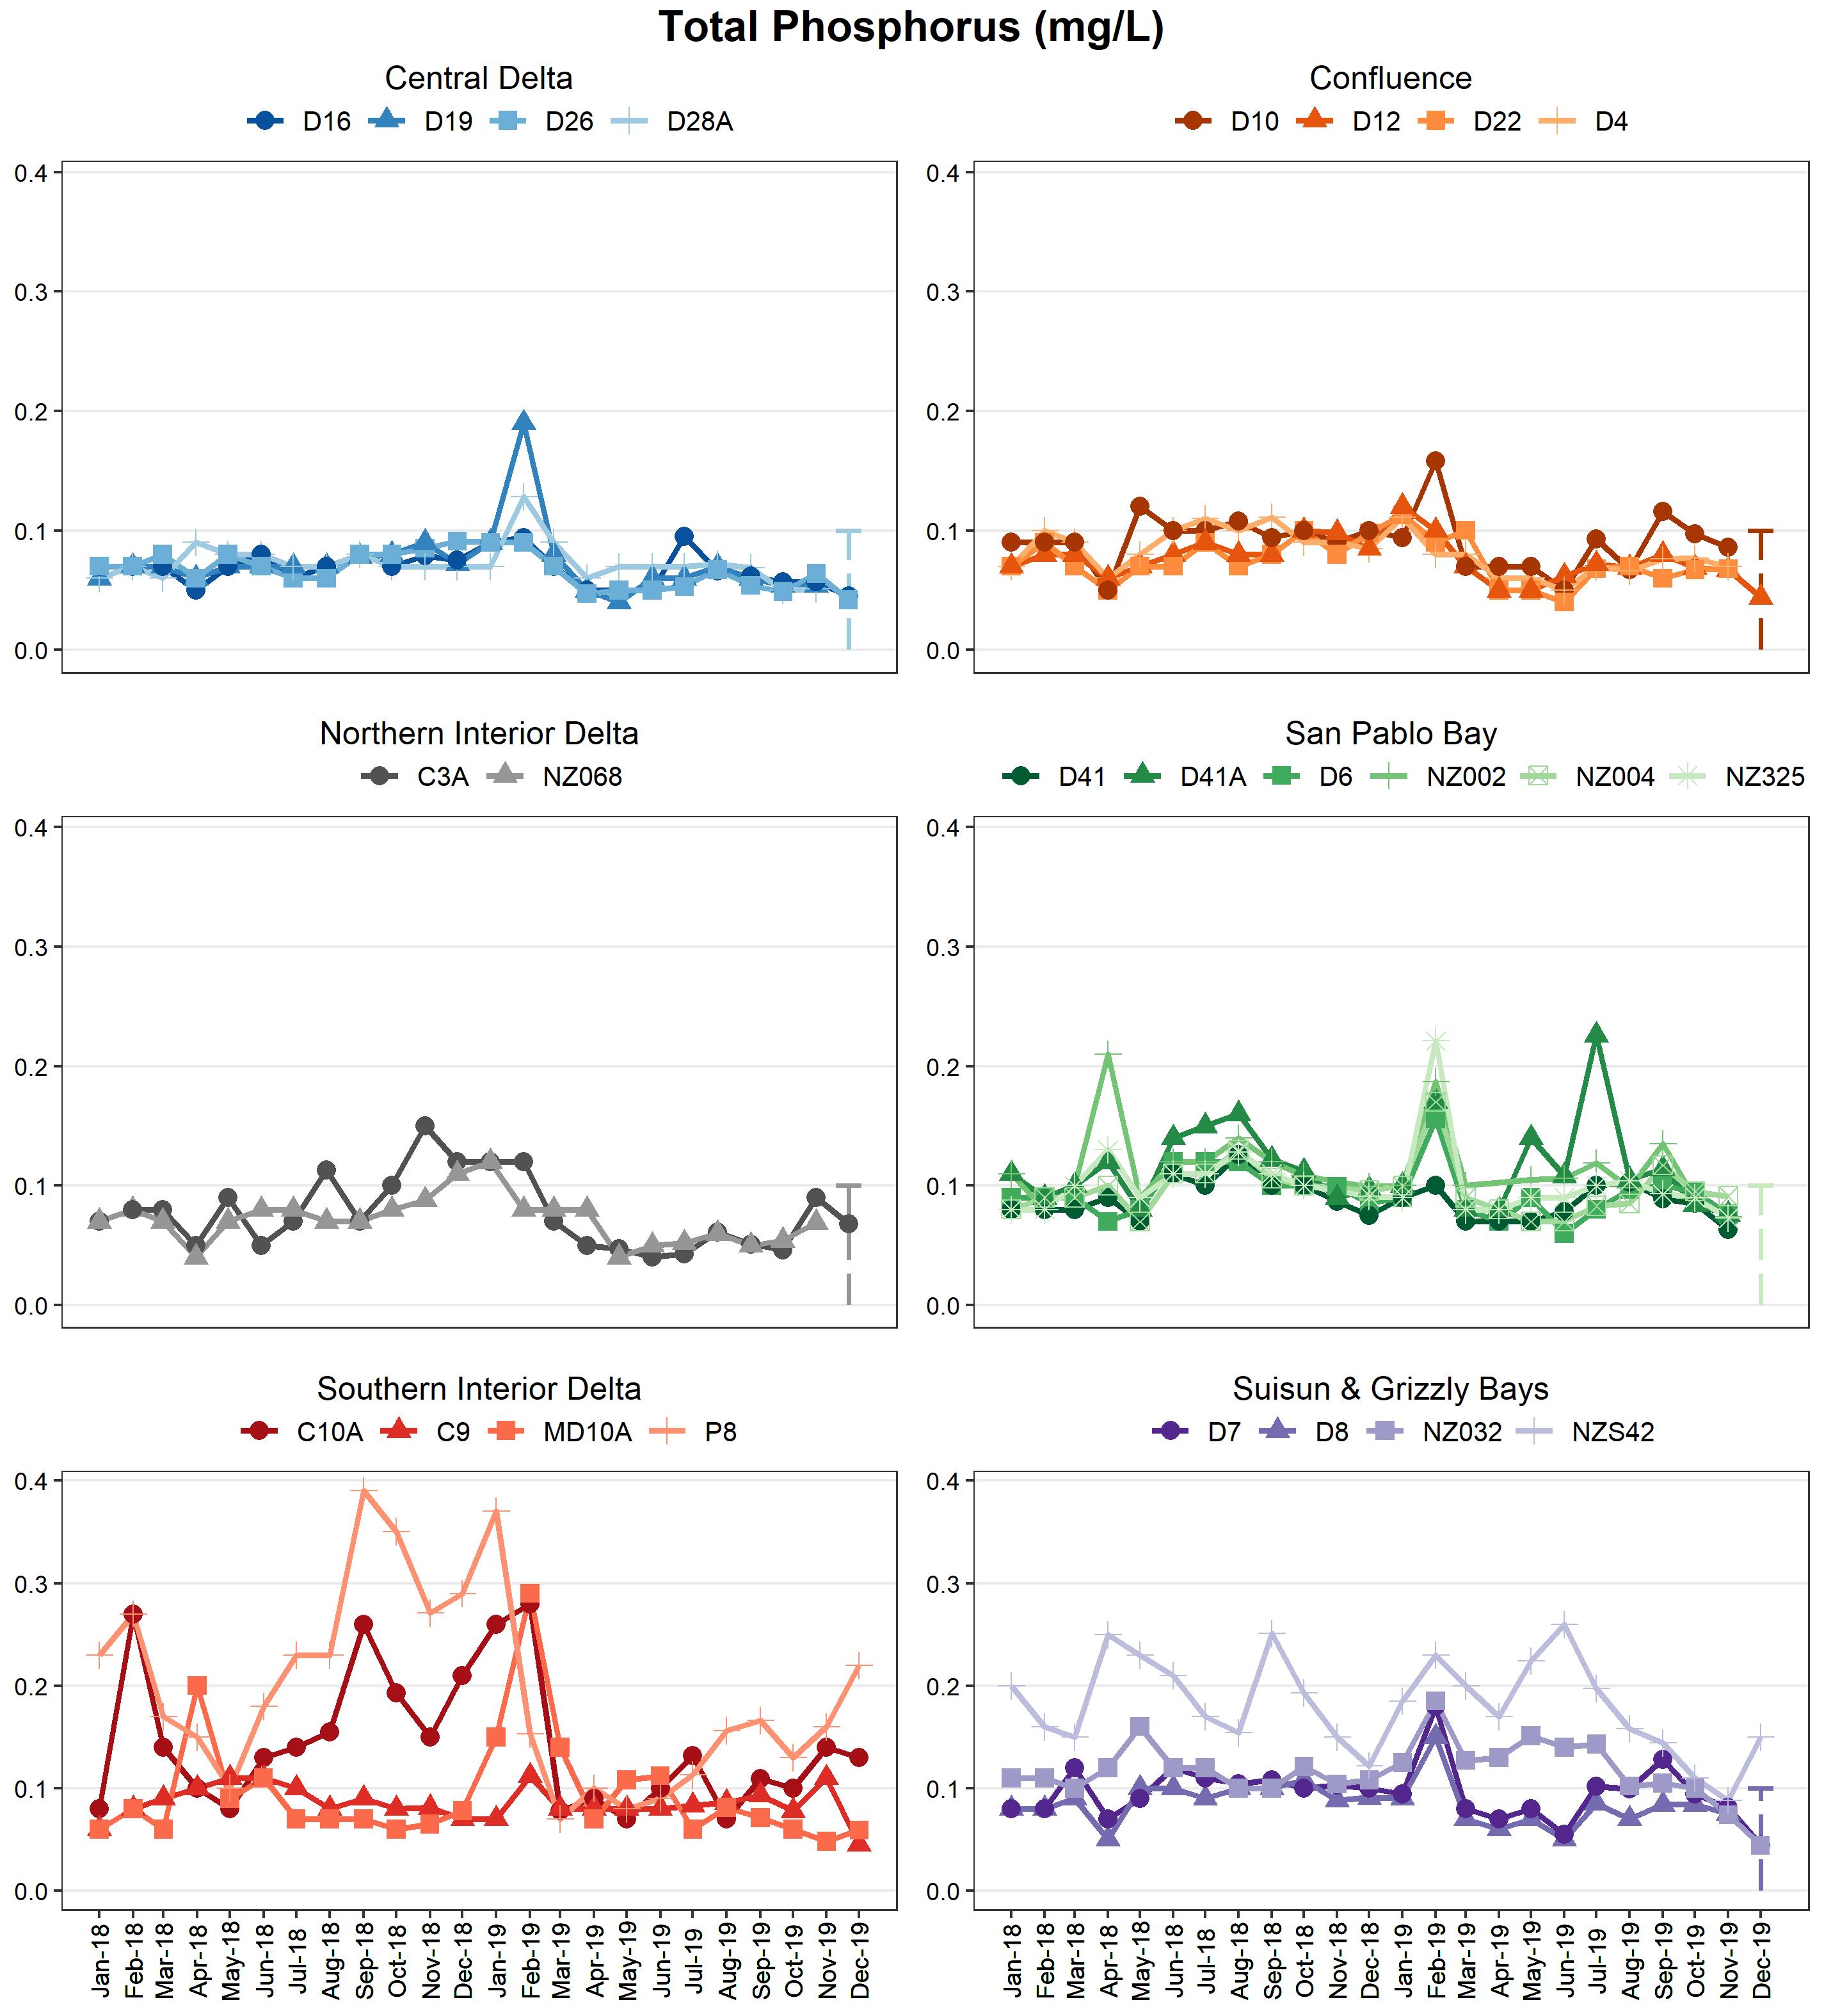 Total Phosphorus (mg/L)
Central Delta
D16 D19 D26 D28A
0.4
0.3
0.2
0.1
0.0
Confluence
D10 D12 D22 D4
0.4
0.3
0.2
0.1
0.0
Northern Interior Delta
C3A NZ068
0.4
0.3
0.2
0.1
0.0
San Pablo Bay
D41 D41A D6 NZ002 NZ004 NZ325
0.4
0.3
0.2
0.1
0.0
Southern Interior Delta
C10A C9 MD10A P8
0.4
0.3
0.2
0.1
0.0
Jan-18 Feb-18 Mar-18 Apr-18 May-18 Jun-18 Jul-18 Aug-18 Sep-18 Oct-18 Nov-18 Dec-18 Jan-19 Feb-19 Mar-19 Apr-19 May-19 Jun-19 Jul-19 Aug-19 Sep-19 Oct-19 Nov-19 Dec-19
Suisun & Grizzly Bays
D7 D8 NZ032 NZS42
0.4
0.3
0.2
0.1
0.0
Jan-18 Feb-18 Mar-18 Apr-18 May-18 Jun-18 Jul-18 Aug-18 Sep-18 Oct-18 Nov-18 Dec-18 Jan-19 Feb-19 Mar-19 Apr-19 May-19 Jun-19 Jul-19 Aug-19 Sep-19 Oct-19 Nov-19 Dec-19